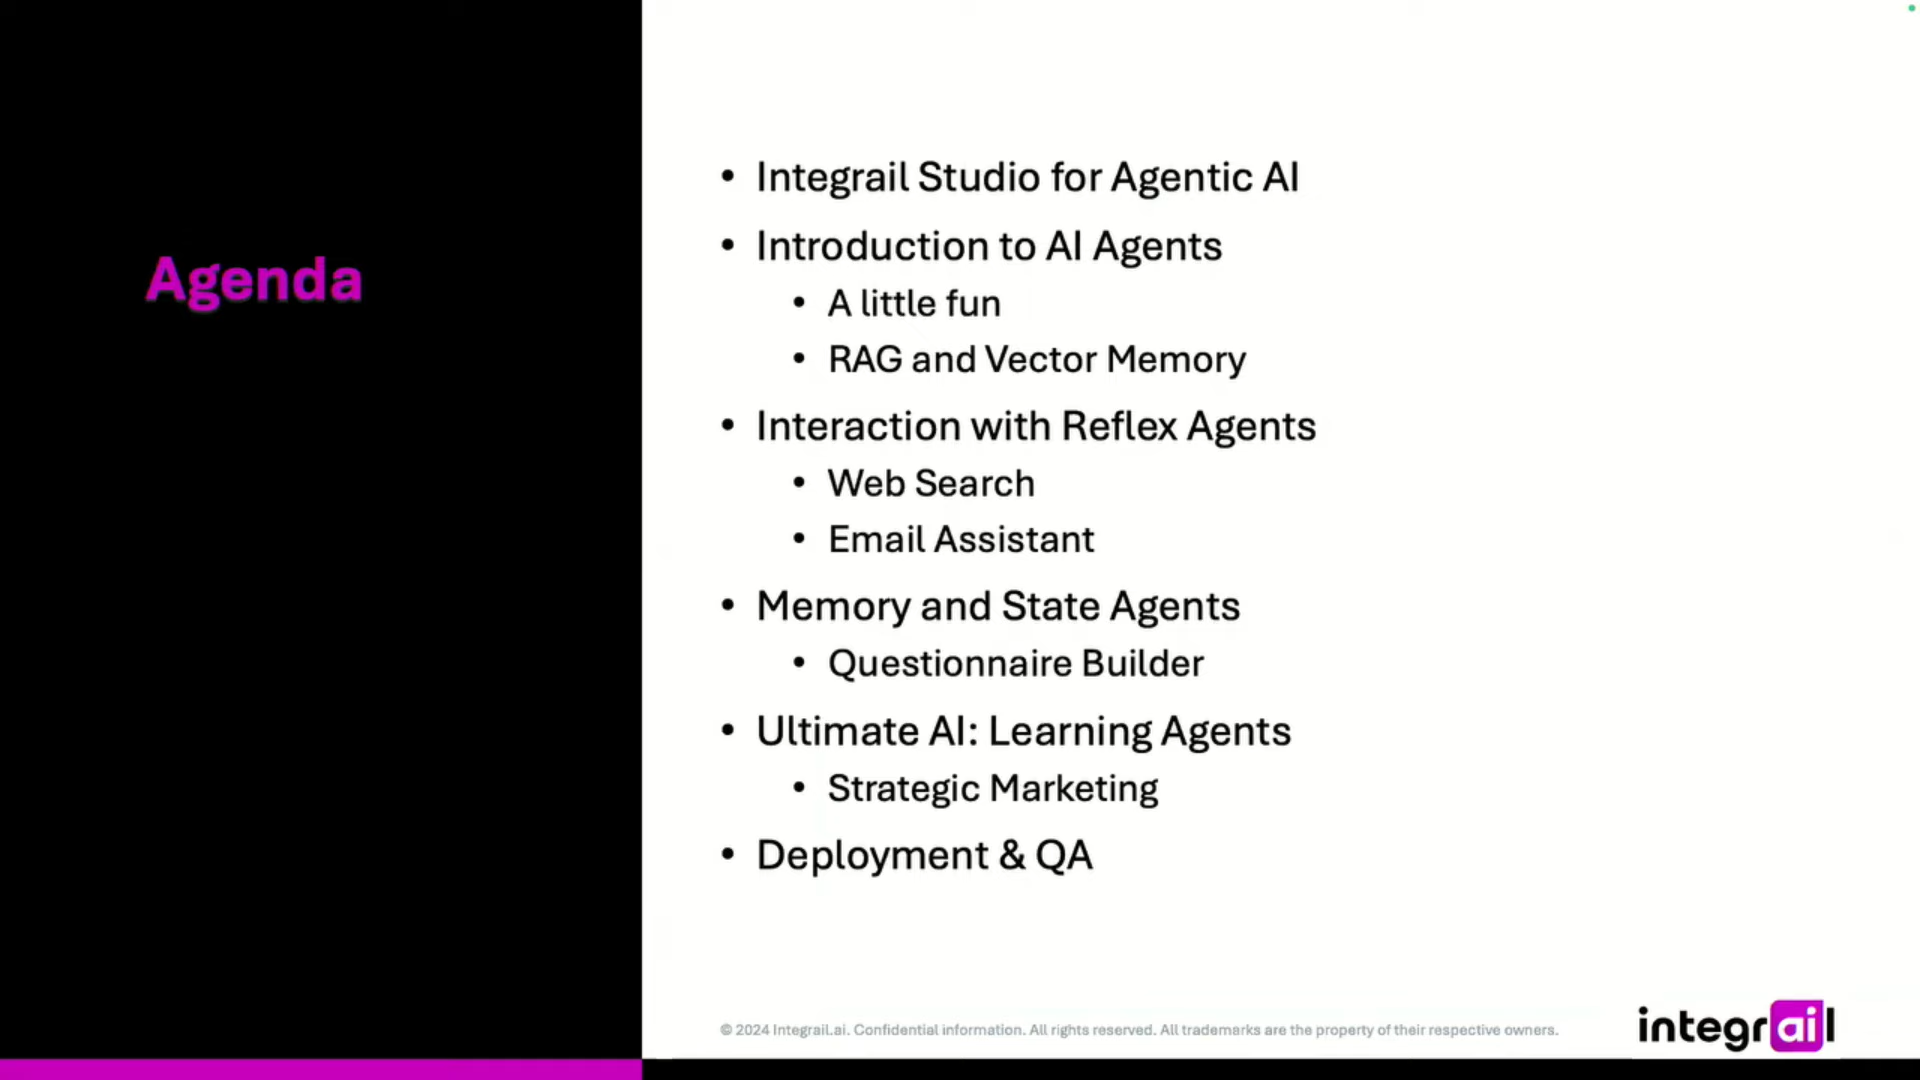 Agenda
• Integrail Studio for Agentic AI
• Introduction to AI Agents
• A little fun
• RAG and Vector Memory
• Interaction with Reflex Agents
• Web Search
• Email Assistant
• Memory and State Agents
• Questionnaire Builder
• Ultimate AI: Learning Agents
• Strategic Marketing
• Deployment & QA
© 2024 Integrail.ai. Confidential information. All rights reserved. All trademarks are the property of their respective owners.
integrail